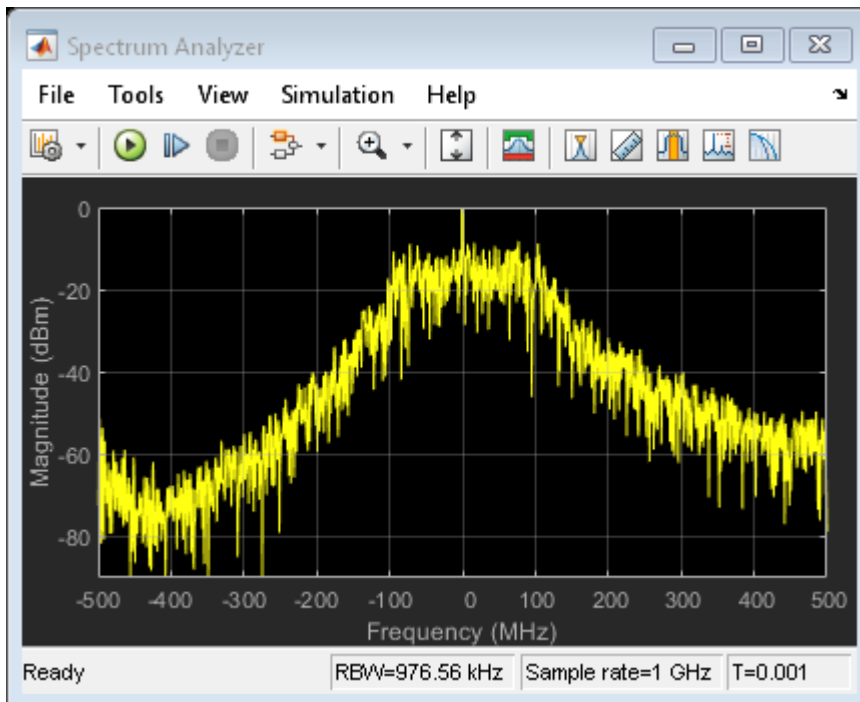 Spectrum Analyzer
File Tools View Simulation Help
0
-20
-40
-60
-80
Magnitude (dBm)
-500 -400 -300 -200 -100 0 100 200 300 400 500
Frequency (MHz)
Ready RBW=976.56 kHz Sample rate=1 GHz T=0.001